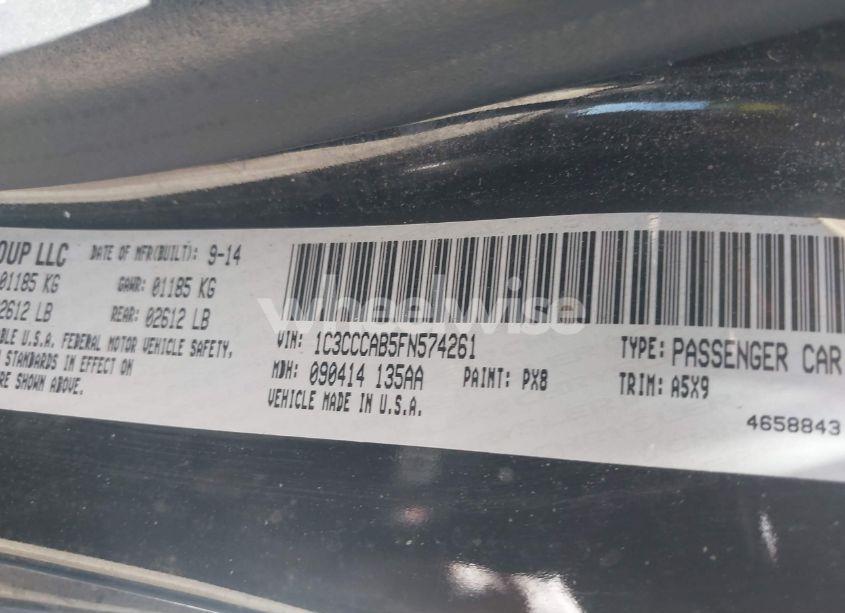 OUP LLC DATE OF MFR(BUILT): 9-14
01185 KG GAWR: 01185 KG
02612 LB REAR: 02612 LB
BLE U.S.A. FEDERAL MOTOR VEHICLE SAFETY,
STANDARDS IN EFFECT ON
RE SHOWN ABOVE.
wheelwise
VIN: 1C3CCCAB5FN574261 TYPE: PASSENGER CAR
MDH: 090414 135AA PAINT: PX8 TRIM: A5X9
VEHICLE MADE IN U.S.A.
4658843